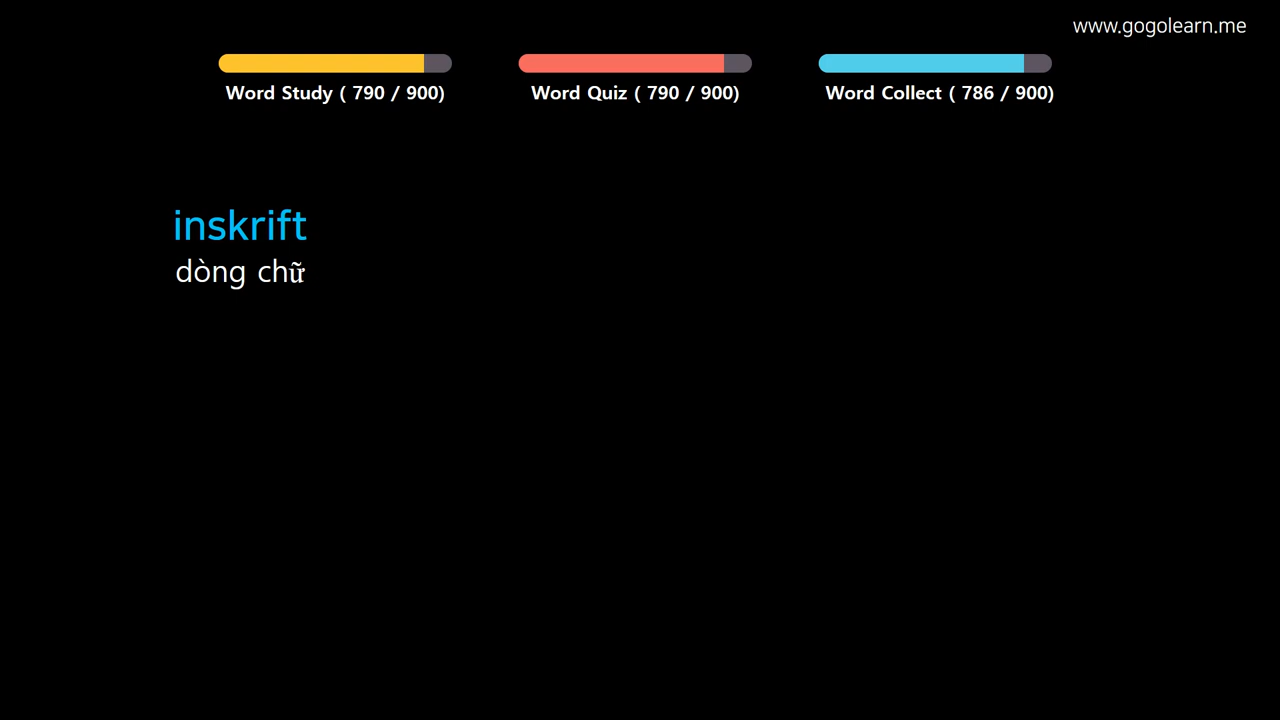 www.gogolearn.me
Word Study ( 790 / 900)
Word Quiz ( 790 / 900)
Word Collect ( 786 / 900)
inskrift
dòng chữ